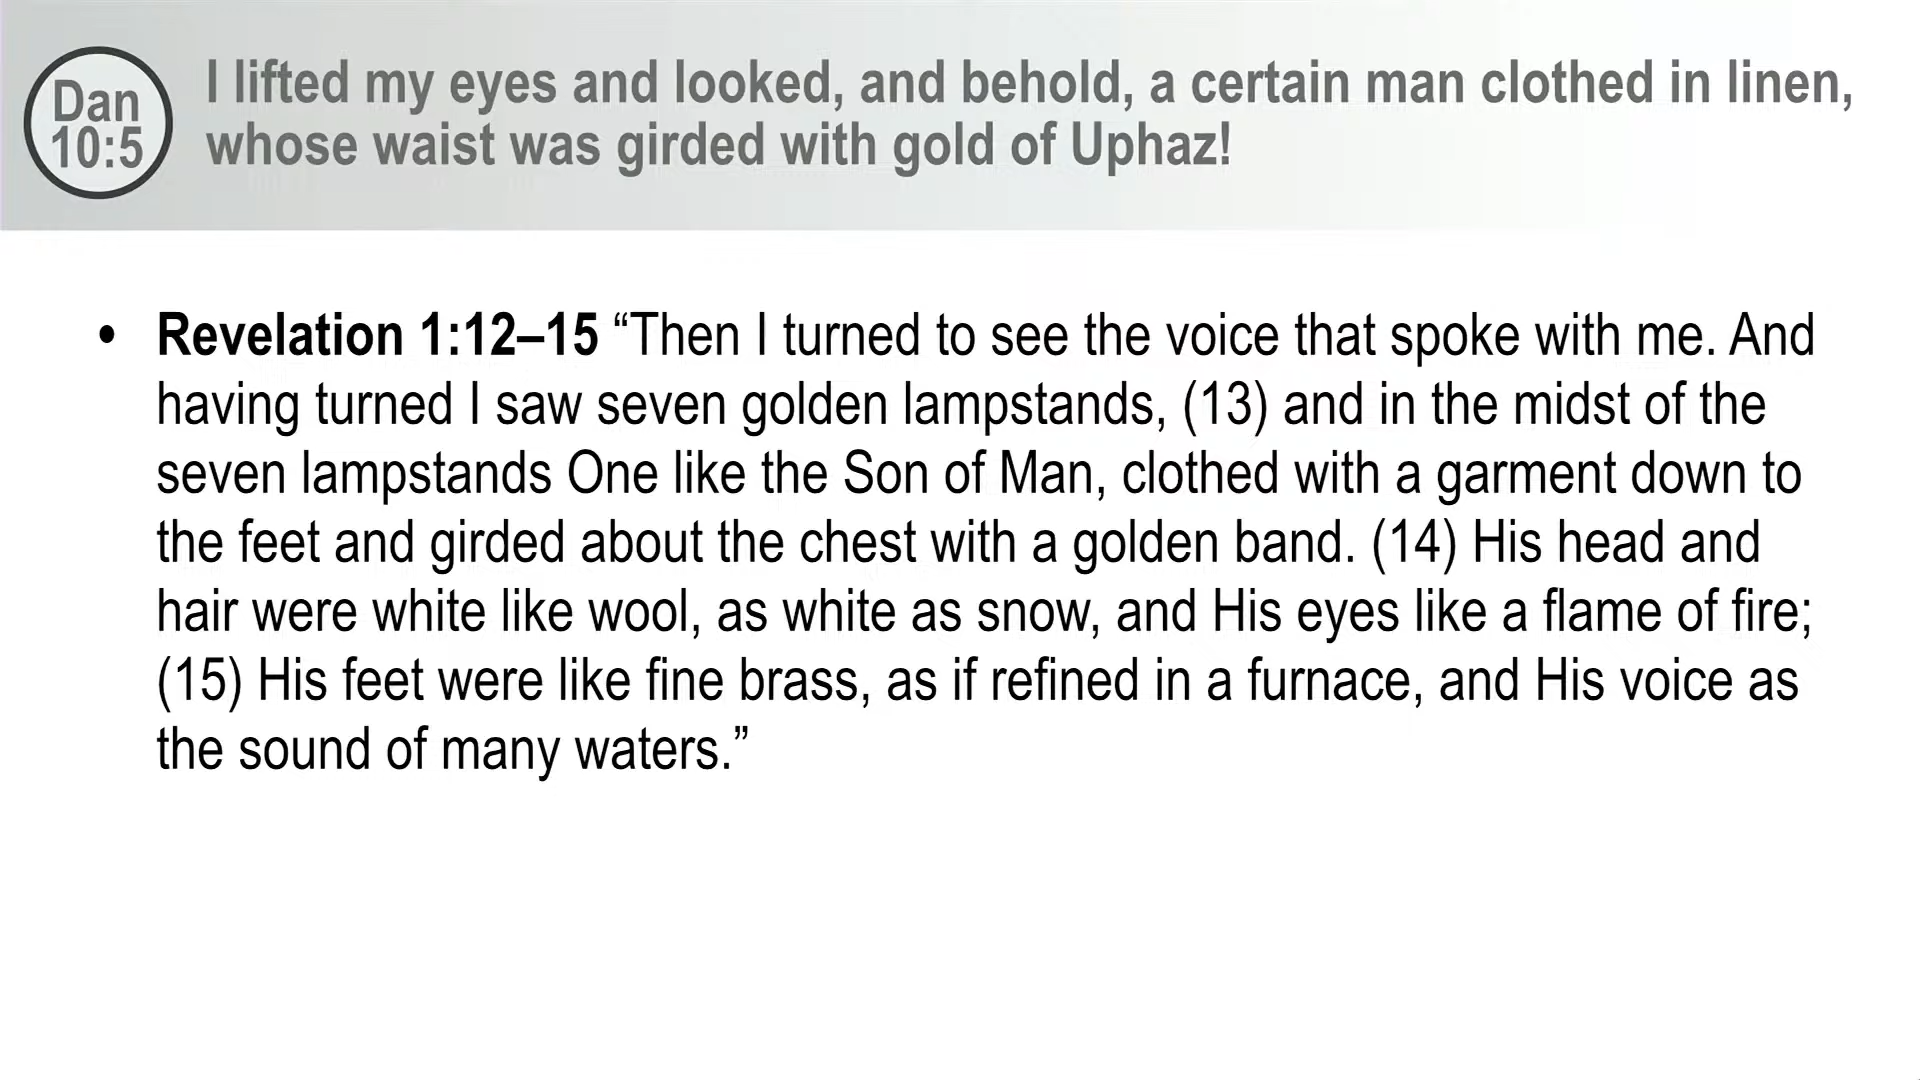 Dan
10:5
I lifted my eyes and looked, and behold, a certain man clothed in linen,
whose waist was girded with gold of Uphaz!
• Revelation 1:12–15 “Then I turned to see the voice that spoke with me. And
having turned I saw seven golden lampstands, (13) and in the midst of the
seven lampstands One like the Son of Man, clothed with a garment down to
the feet and girded about the chest with a golden band. (14) His head and
hair were white like wool, as white as snow, and His eyes like a flame of fire;
(15) His feet were like fine brass, as if refined in a furnace, and His voice as
the sound of many waters.”